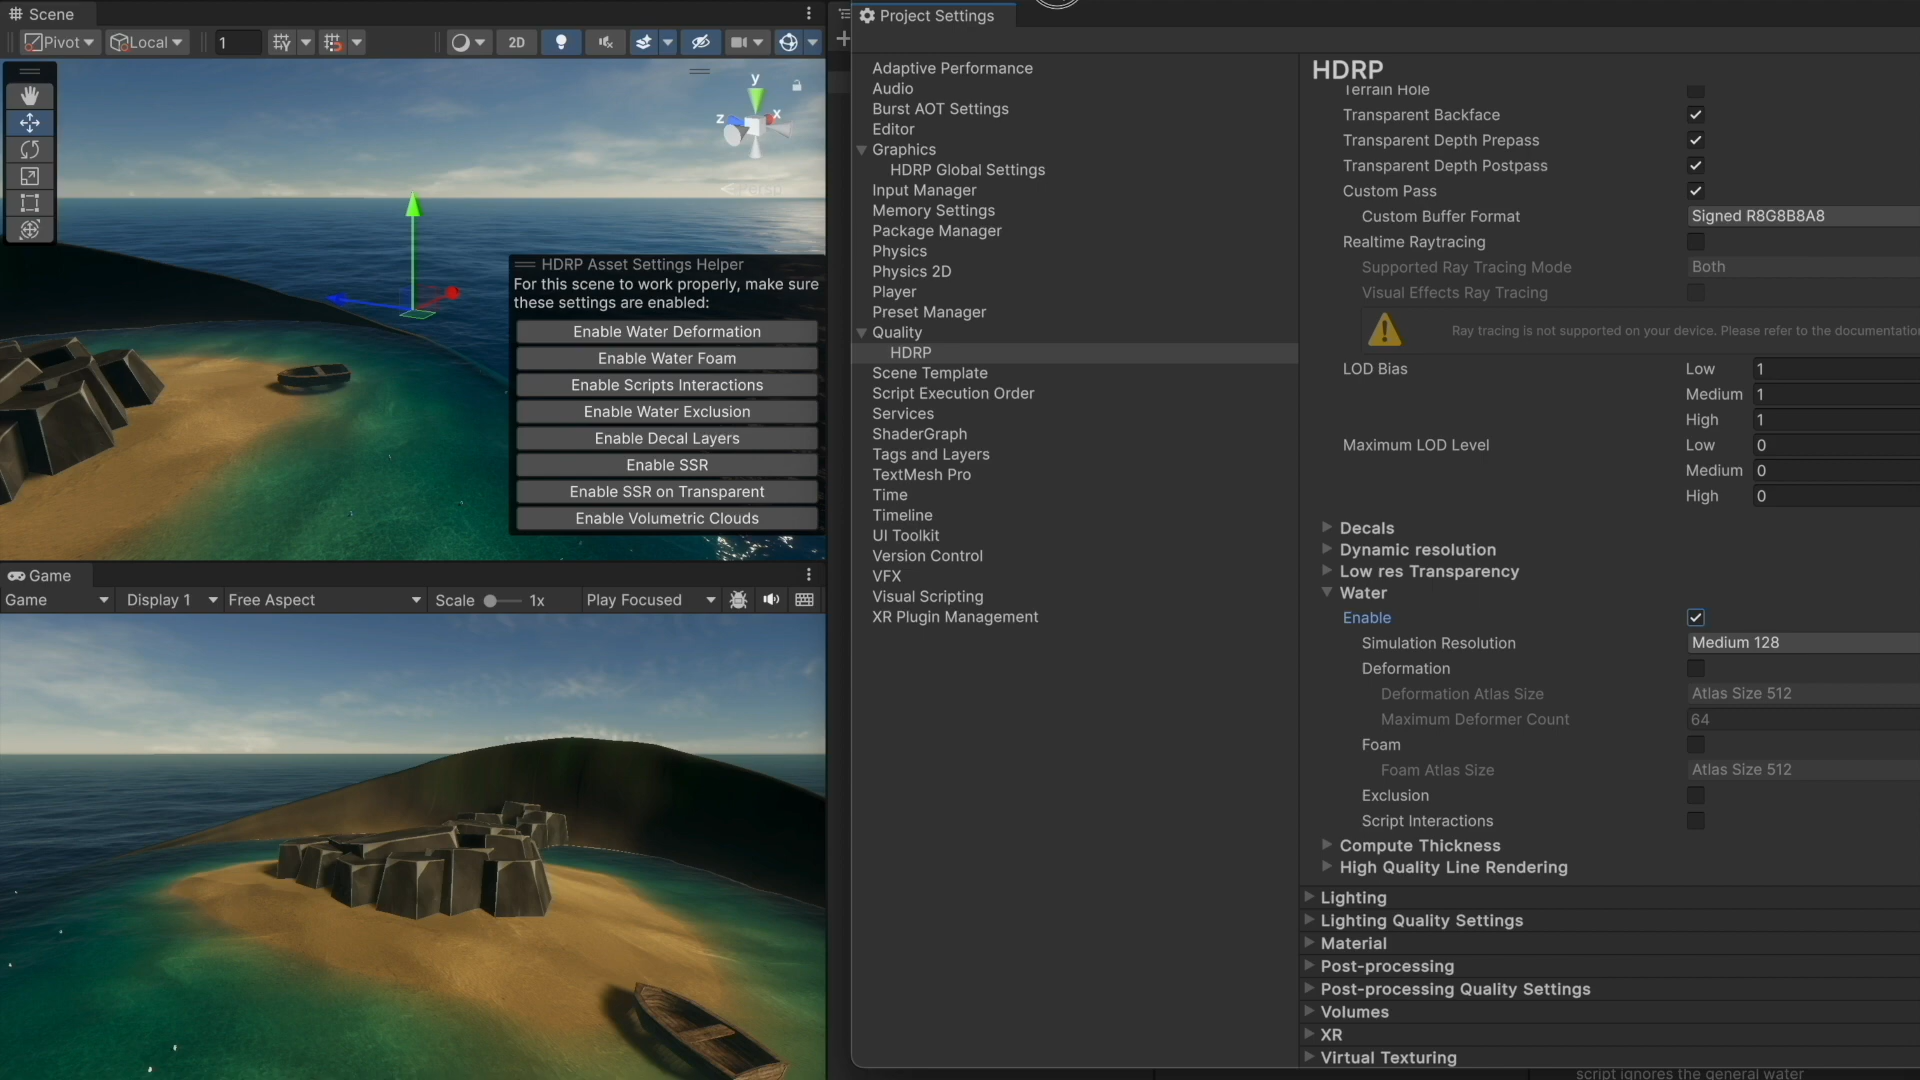 Scene
Pivot
Local
1
2D
y
z
x
Persp
HDRP Asset Settings Helper
For this scene to work properly, make sure
these settings are enabled:
Enable Water Deformation
Enable Water Foam
Enable Scripts Interactions
Enable Water Exclusion
Enable Decal Layers
Enable SSR
Enable SSR on Transparent
Enable Volumetric Clouds
Game
Game
Display 1
Free Aspect
Scale 1x
Play Focused
Project Settings
Adaptive Performance
Audio
Burst AOT Settings
Editor
Graphics
HDRP Global Settings
Input Manager
Memory Settings
Package Manager
Physics
Physics 2D
Player
Preset Manager
Quality
HDRP
Scene Template
Script Execution Order
Services
ShaderGraph
Tags and Layers
TextMesh Pro
Time
Timeline
UI Toolkit
Version Control
VFX
Visual Scripting
XR Plugin Management
HDRP
Terrain Hole
Transparent Backface
Transparent Depth Prepass
Transparent Depth Postpass
Custom Pass
Custom Buffer Format Signed R8G8B8A8
Realtime Raytracing
Supported Ray Tracing Mode Both
Visual Effects Ray Tracing
Ray tracing is not supported on your device. Please refer to the documentatio
LOD Bias Low 1
Medium 1
High 1
Maximum LOD Level Low 0
Medium 0
High 0
Decals
Dynamic resolution
Low res Transparency
Water
Enable
Simulation Resolution Medium 128
Deformation
Deformation Atlas Size Atlas Size 512
Maximum Deformer Count 64
Foam
Foam Atlas Size Atlas Size 512
Exclusion
Script Interactions
Compute Thickness
High Quality Line Rendering
Lighting
Lighting Quality Settings
Material
Post-processing
Post-processing Quality Settings
Volumes
XR
Virtual Texturing
script ignores the general water